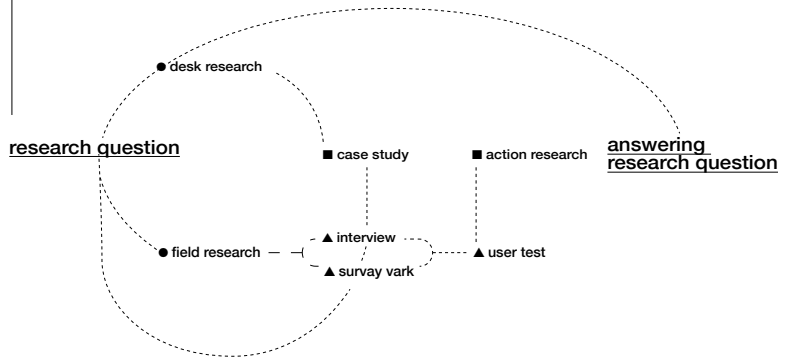 desk research
research question
case study
action research
answering
research question
field research
interview
survay vark
user test